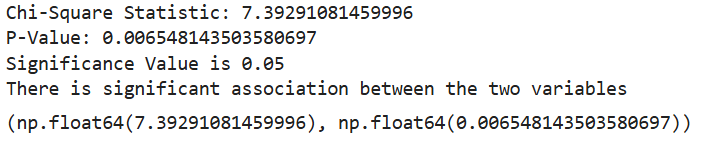 Chi-Square Statistic: 7.39291081459996
P-Value: 0.006548143503580697
Significance Value is 0.05
There is significant association between the two variables
(np.float64(7.39291081459996), np.float64(0.006548143503580697))